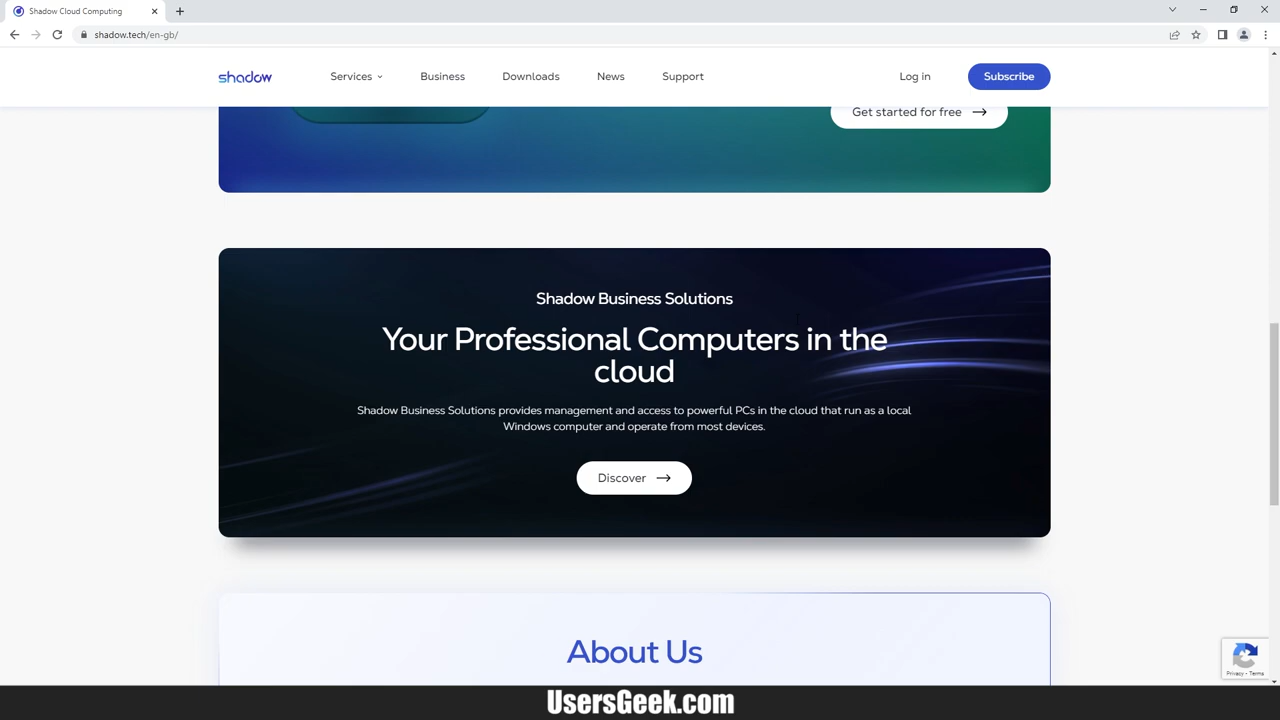 Shadow Cloud Computing
shadow.tech/en-gb/
shadow
Services
Business
Downloads
News
Support
Log in
Subscribe
Get started for free
Shadow Business Solutions
Your Professional Computers in the
cloud
Shadow Business Solutions provides management and access to powerful PCs in the cloud that run as a local
Windows computer and operate from most devices.
Discover
About Us
Privacy - Terms
UsersGeek.com